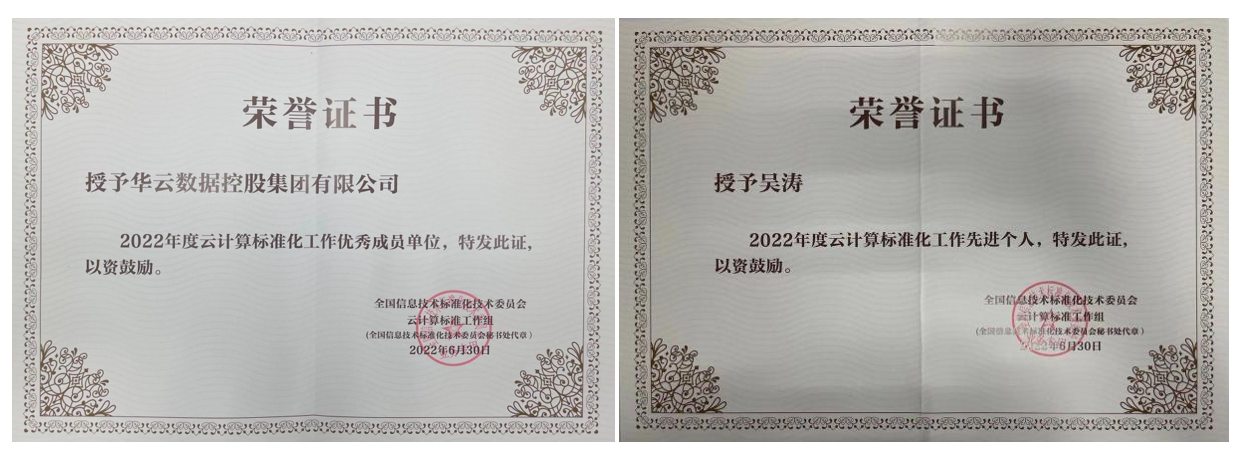 荣誉证书
授予华云数据控股集团有限公司
2022年度云计算标准化工作优秀成员单位，特发此证，
以资鼓励。
全国信息技术标准化技术委员会
云计算标准工作组
(全国信息技术标准化技术委员会秘书处代章)
2022年6月30日
荣誉证书
授予吴涛
2022年度云计算标准化工作先进个人，特发此证，
以资鼓励。
全国信息技术标准化技术委员会
云计算标准工作组
(全国信息技术标准化技术委员会秘书处代章)
2022年6月30日